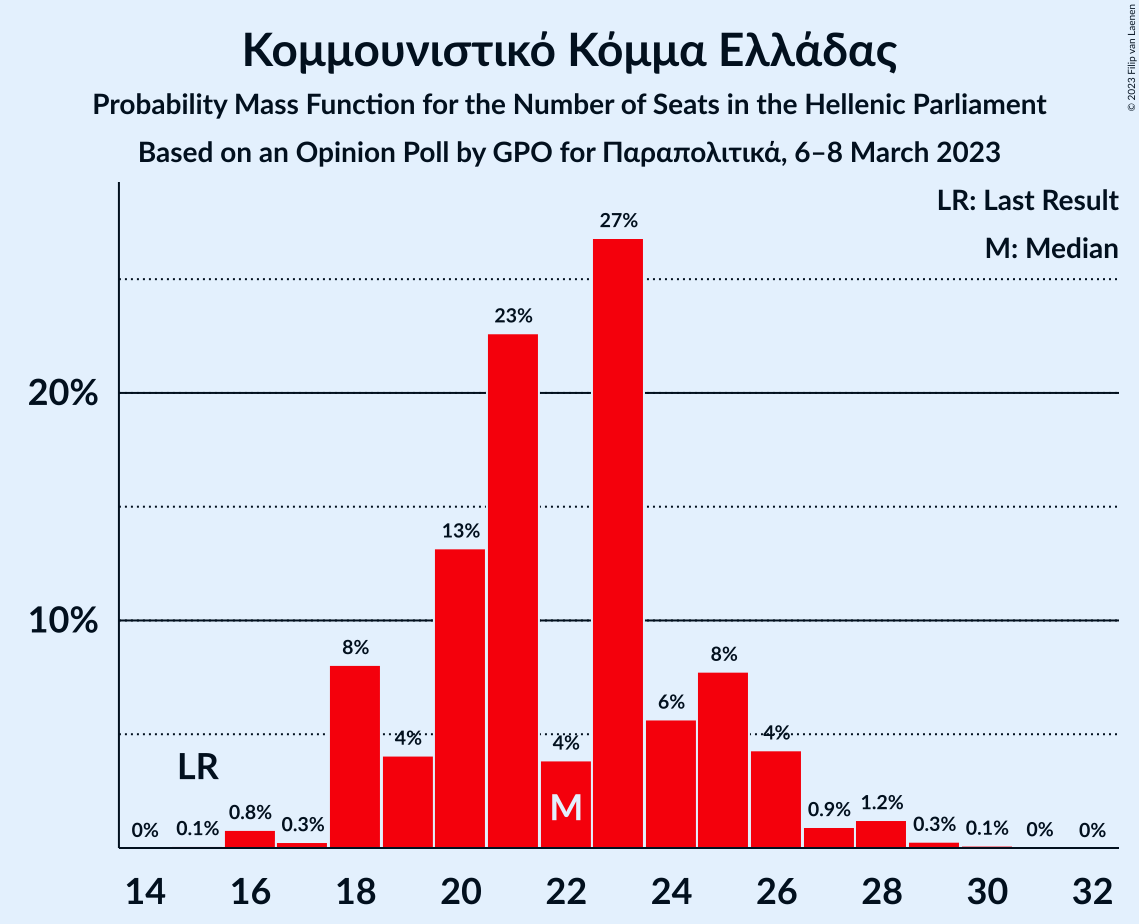 Κομμουνιστικό Κόμμα Ελλάδας
Probability Mass Function for the Number of Seats in the Hellenic Parliament
Based on an Opinion Poll by GPO for Παραπολιτικά, 6–8 March 2023
© 2023 Filip van Laenen
LR: Last Result
M: Median
27%
23%
20%
13%
10%
8%
8%
6%
4%
4%
4%
LR
M
0%
0.1%
0.8%
0.3%
0.9%
1.2%
0.3%
0.1%
0%
0%
14 16 18 20 22 24 26 28 30 32